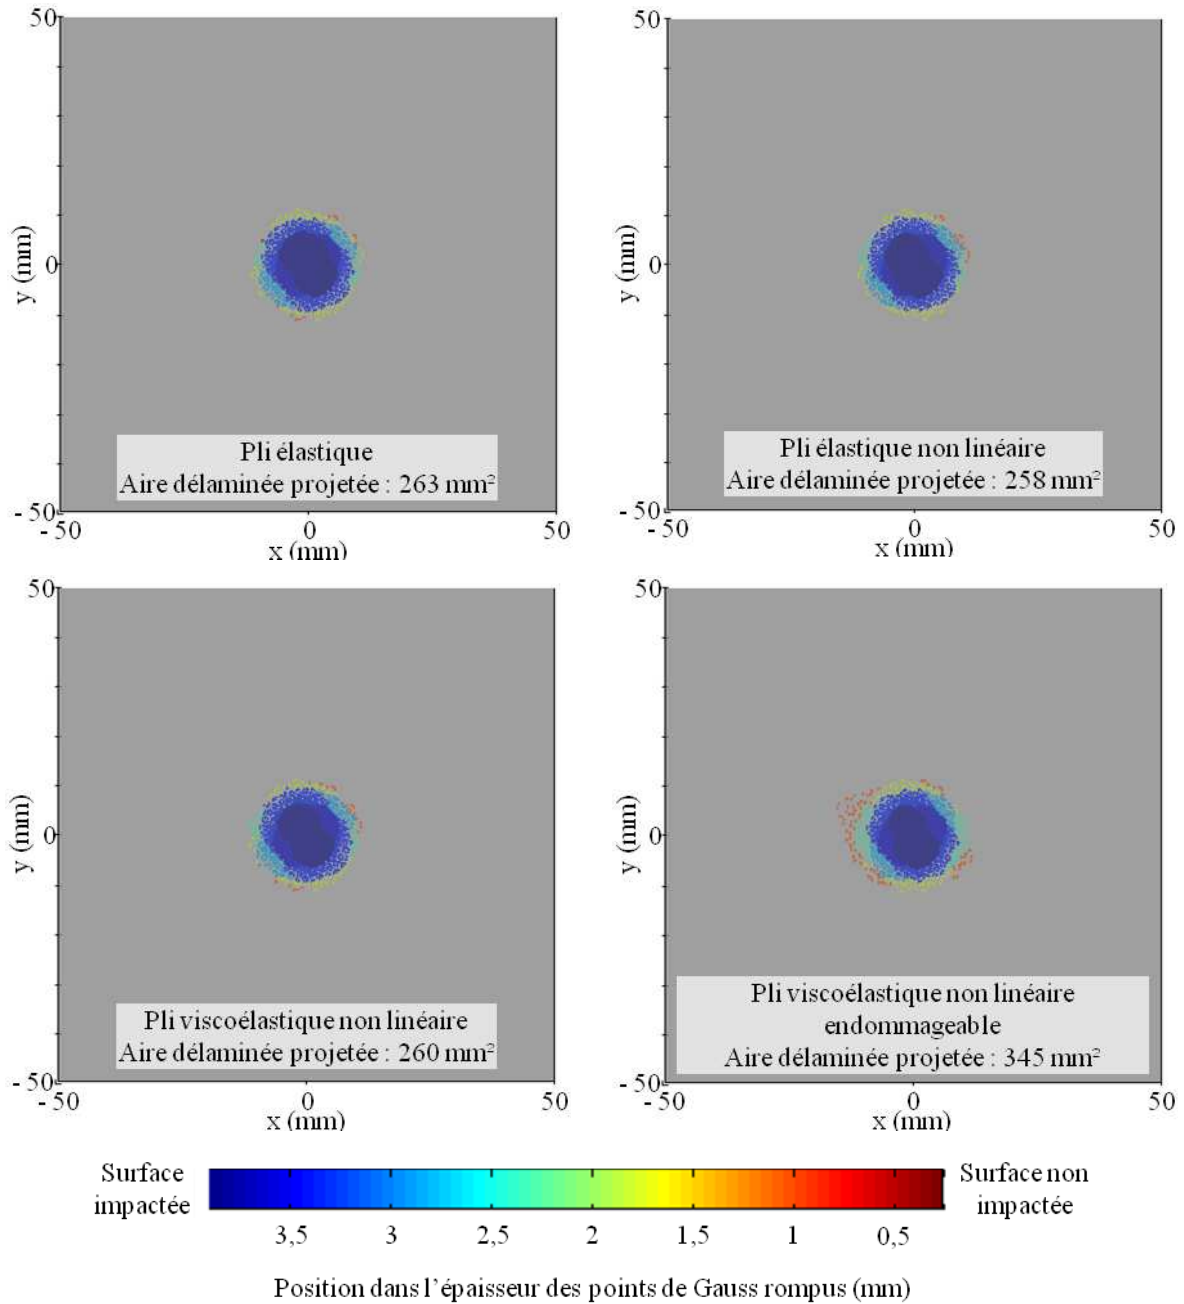 50
y (mm)
0
Pli élastique
Aire délaminée projetée : 263 mm²
- 50
- 50 0 50
x (mm)
50
y (mm)
0
Pli élastique non linéaire
Aire délaminée projetée : 258 mm²
- 50
- 50 0 50
x (mm)
50
y (mm)
0
Pli viscoélastique non linéaire
Aire délaminée projetée : 260 mm²
- 50
- 50 0 50
x (mm)
50
y (mm)
0
Pli viscoélastique non linéaire
endommageable
Aire délaminée projetée : 345 mm²
- 50
- 50 0 50
x (mm)
Surface
impactée
Surface non
impactée
3,5 3 2,5 2 1,5 1 0,5
Position dans l’épaisseur des points de Gauss rompus (mm)